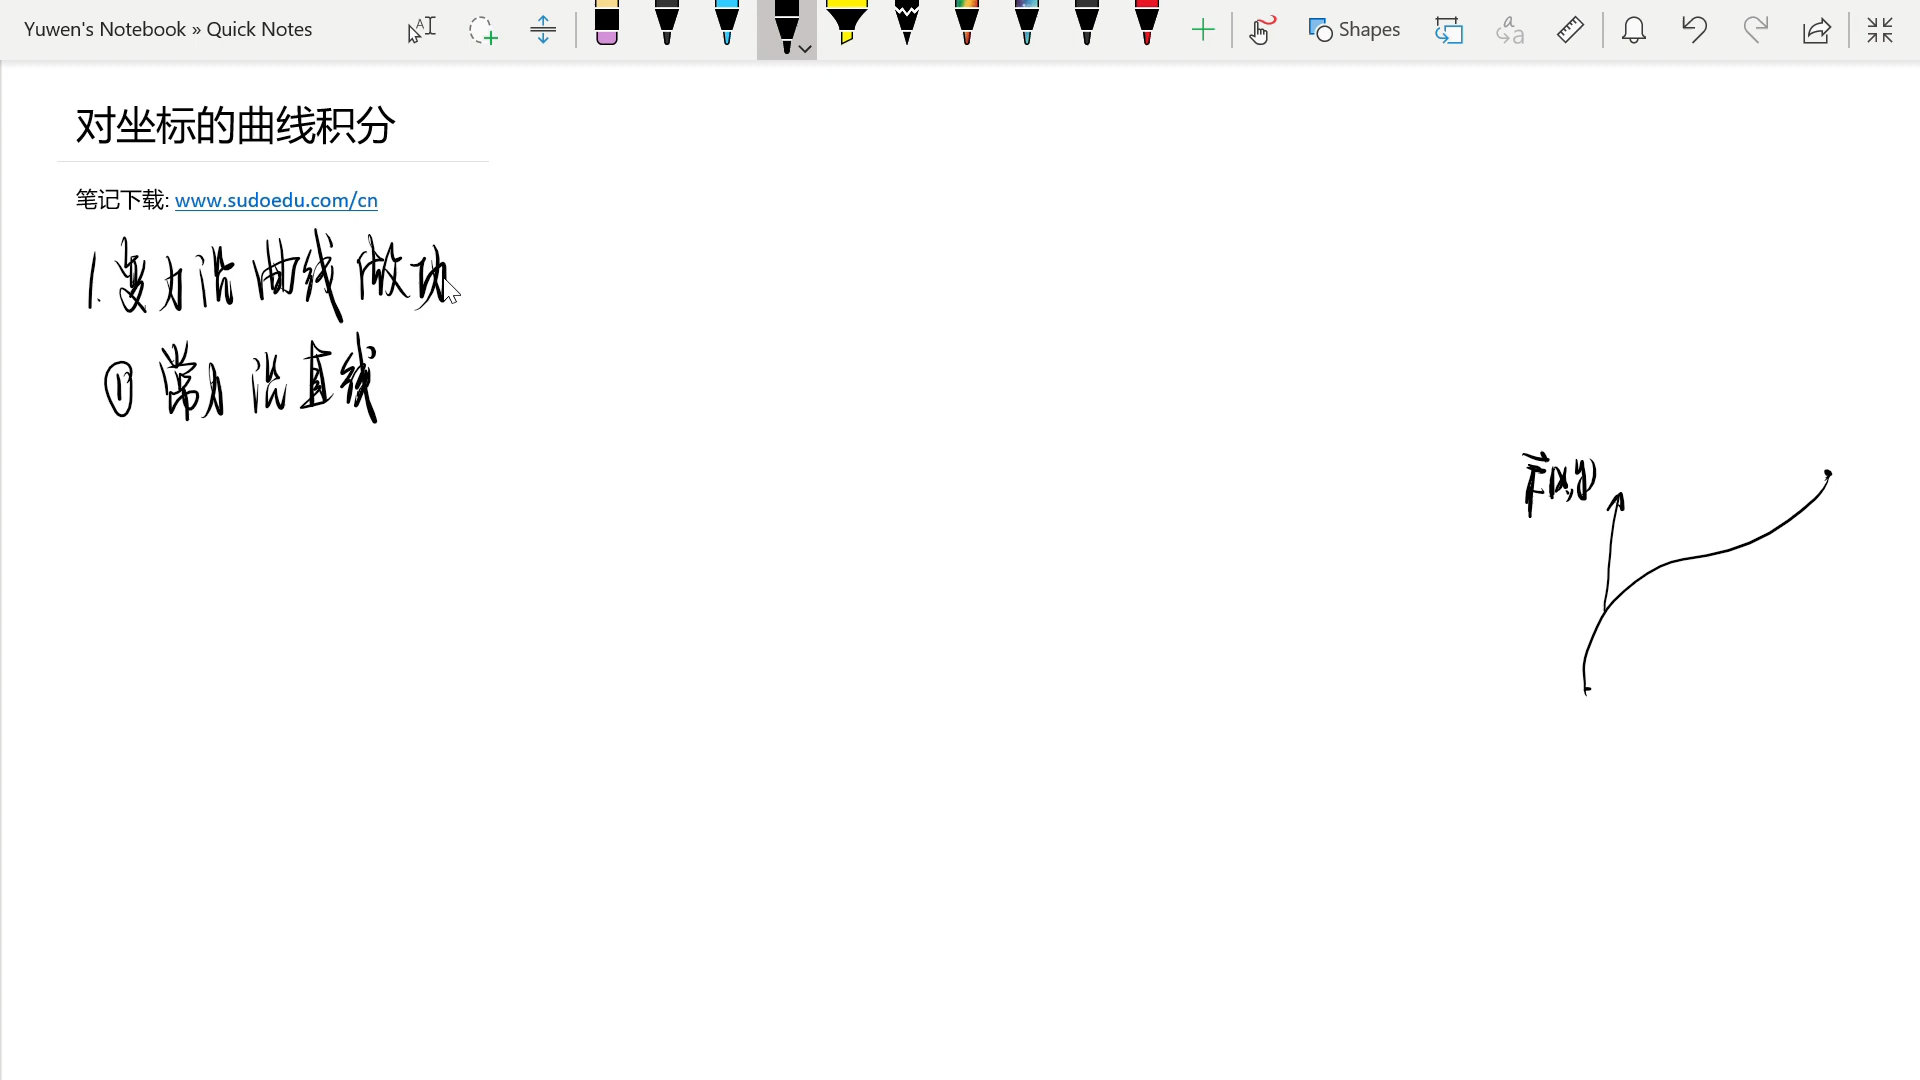 Yuwen's Notebook » Quick Notes
Shapes
对坐标的曲线积分
笔记下载: www.sudoedu.com/cn
1. 变力沿曲线做功
① 常力沿直线
F(x,y)